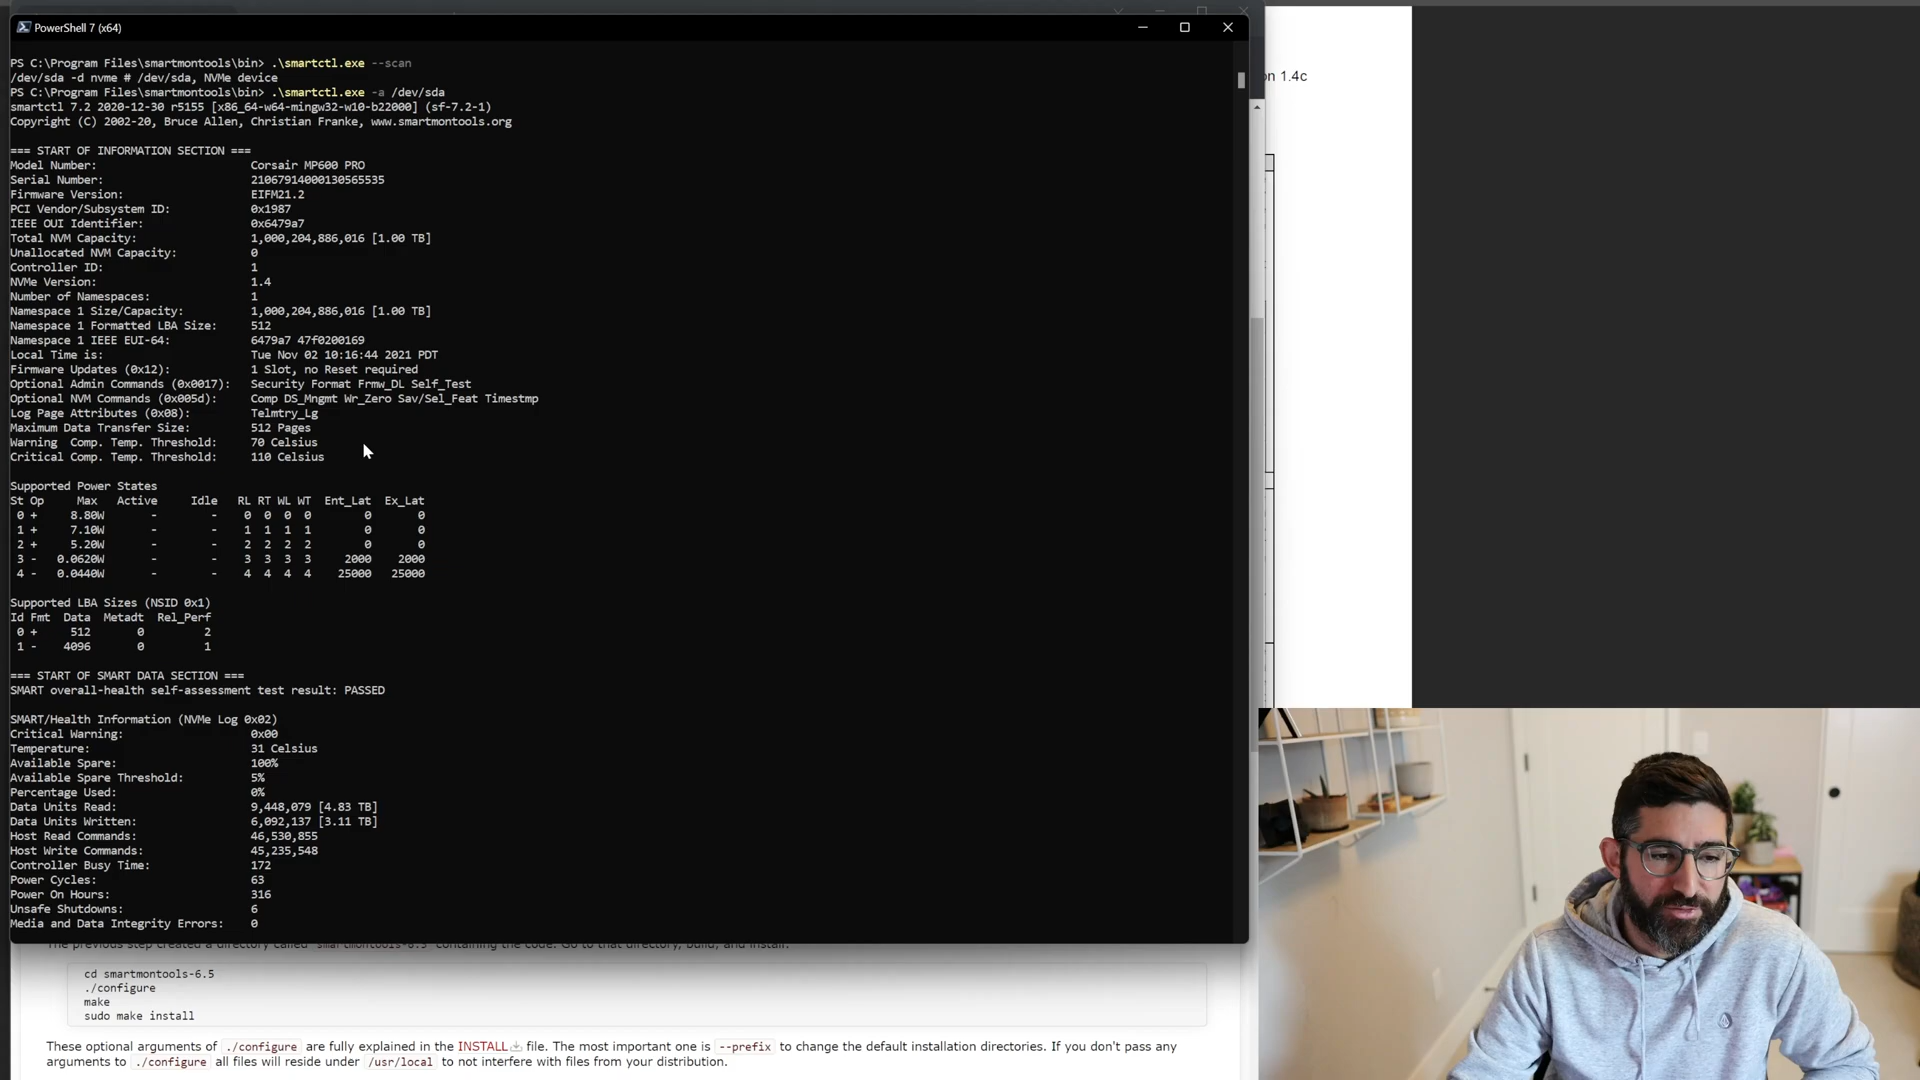 PowerShell 7 (x64)
PS C:\Program Files\smartmontools\bin> .\smartctl.exe --scan
/dev/sda -d nvme # /dev/sda, NVMe device
PS C:\Program Files\smartmontools\bin> .\smartctl.exe -a /dev/sda
smartctl 7.2 2020-12-30 r5155 [x86_64-w64-mingw32-w10-b22000] (sf-7.2-1)
Copyright (C) 2002-20, Bruce Allen, Christian Franke, www.smartmontools.org
=== START OF INFORMATION SECTION ===
Model Number: Corsair MP600 PRO
Serial Number: 21067914000130565535
Firmware Version: EIFM21.2
PCI Vendor/Subsystem ID: 0x1987
IEEE OUI Identifier: 0x6479a7
Total NVM Capacity: 1,000,204,886,016 [1.00 TB]
Unallocated NVM Capacity: 0
Controller ID: 1
NVMe Version: 1.4
Number of Namespaces: 1
Namespace 1 Size/Capacity: 1,000,204,886,016 [1.00 TB]
Namespace 1 Formatted LBA Size: 512
Namespace 1 IEEE EUI-64: 6479a7 47f0200169
Local Time is: Tue Nov 02 10:16:44 2021 PDT
Firmware Updates (0x12): 1 Slot, no Reset required
Optional Admin Commands (0x0017): Security Format Frmw_DL Self_Test
Optional NVM Commands (0x005d): Comp DS_Mngmt Wr_Zero Sav/Sel_Feat Timestmp
Log Page Attributes (0x08): Telmtry_Lg
Maximum Data Transfer Size: 512 Pages
Warning Comp. Temp. Threshold: 70 Celsius
Critical Comp. Temp. Threshold: 110 Celsius
Supported Power States
St Op Max Active Idle RL RT WL WT Ent_Lat Ex_Lat
0 + 8.80W - - 0 0 0 0 0 0
1 + 7.10W - - 1 1 1 1 0 0
2 + 5.20W - - 2 2 2 2 0 0
3 - 0.0620W - - 3 3 3 3 2000 2000
4 - 0.0440W - - 4 4 4 4 25000 25000
Supported LBA Sizes (NSID 0x1)
Id Fmt Data Metadt Rel_Perf
0 + 512 0 2
1 - 4096 0 1
=== START OF SMART DATA SECTION ===
SMART overall-health self-assessment test result: PASSED
SMART/Health Information (NVMe Log 0x02)
Critical Warning: 0x00
Temperature: 31 Celsius
Available Spare: 100%
Available Spare Threshold: 5%
Percentage Used: 0%
Data Units Read: 9,448,079 [4.83 TB]
Data Units Written: 6,092,137 [3.11 TB]
Host Read Commands: 46,530,855
Host Write Commands: 45,235,548
Controller Busy Time: 172
Power Cycles: 63
Power On Hours: 316
Unsafe Shutdowns: 6
Media and Data Integrity Errors: 0
on 1.4c
The previous step created a directory called smartmontools-6.5 containing the code. Go to that directory, build, and install:
cd smartmontools-6.5
./configure
make
sudo make install
These optional arguments of ./configure are fully explained in the INSTALL file. The most important one is --prefix to change the default installation directories. If you don't pass any
arguments to ./configure all files will reside under /usr/local to not interfere with files from your distribution.